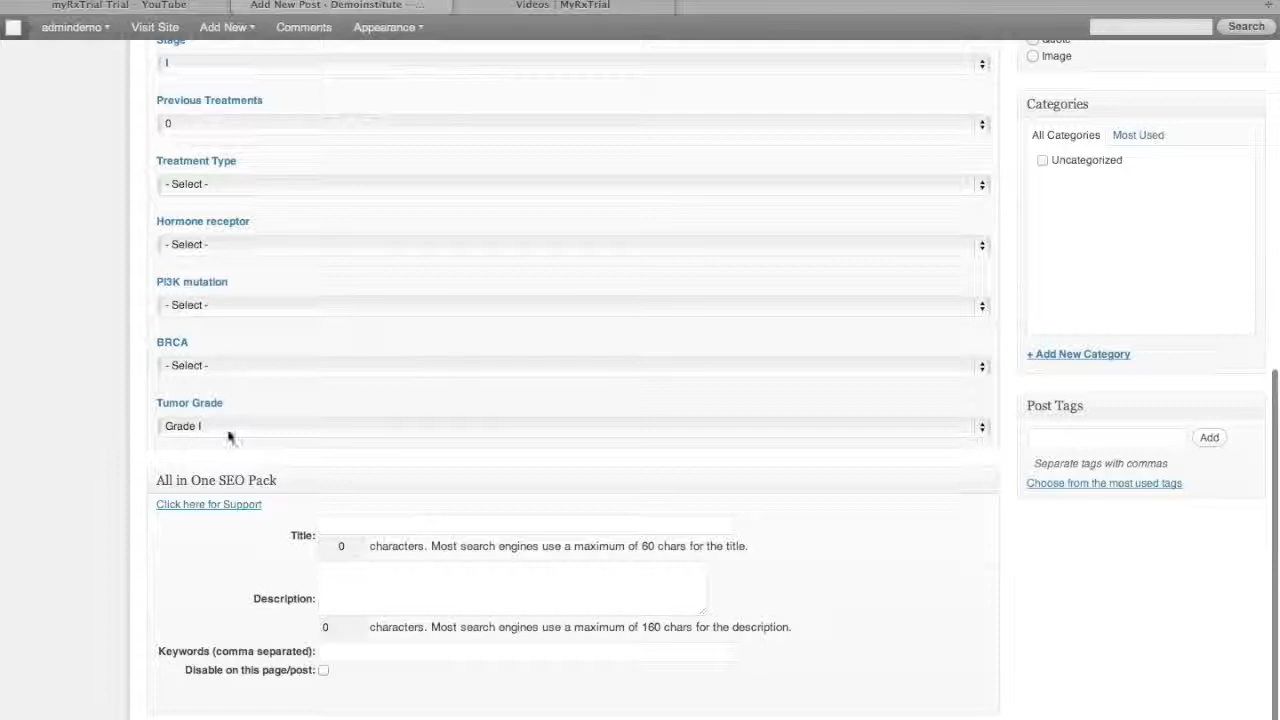 myRxTrial Trial - YouTube
Add New Post - Demoinstitute — ...
Videos | MyRxTrial
admindemo
Visit Site
Add New
Comments
Appearance
Search
Stage
I
Previous Treatments
0
Treatment Type
- Select -
Hormone receptor
- Select -
PI3K mutation
- Select -
BRCA
- Select -
Tumor Grade
Grade I
All in One SEO Pack
Click here for Support
Title:
0 characters. Most search engines use a maximum of 60 chars for the title.
Description:
0 characters. Most search engines use a maximum of 160 chars for the description.
Keywords (comma separated):
Disable on this page/post:
Quote
Image
Categories
All Categories Most Used
Uncategorized
+ Add New Category
Post Tags
Add
Separate tags with commas
Choose from the most used tags